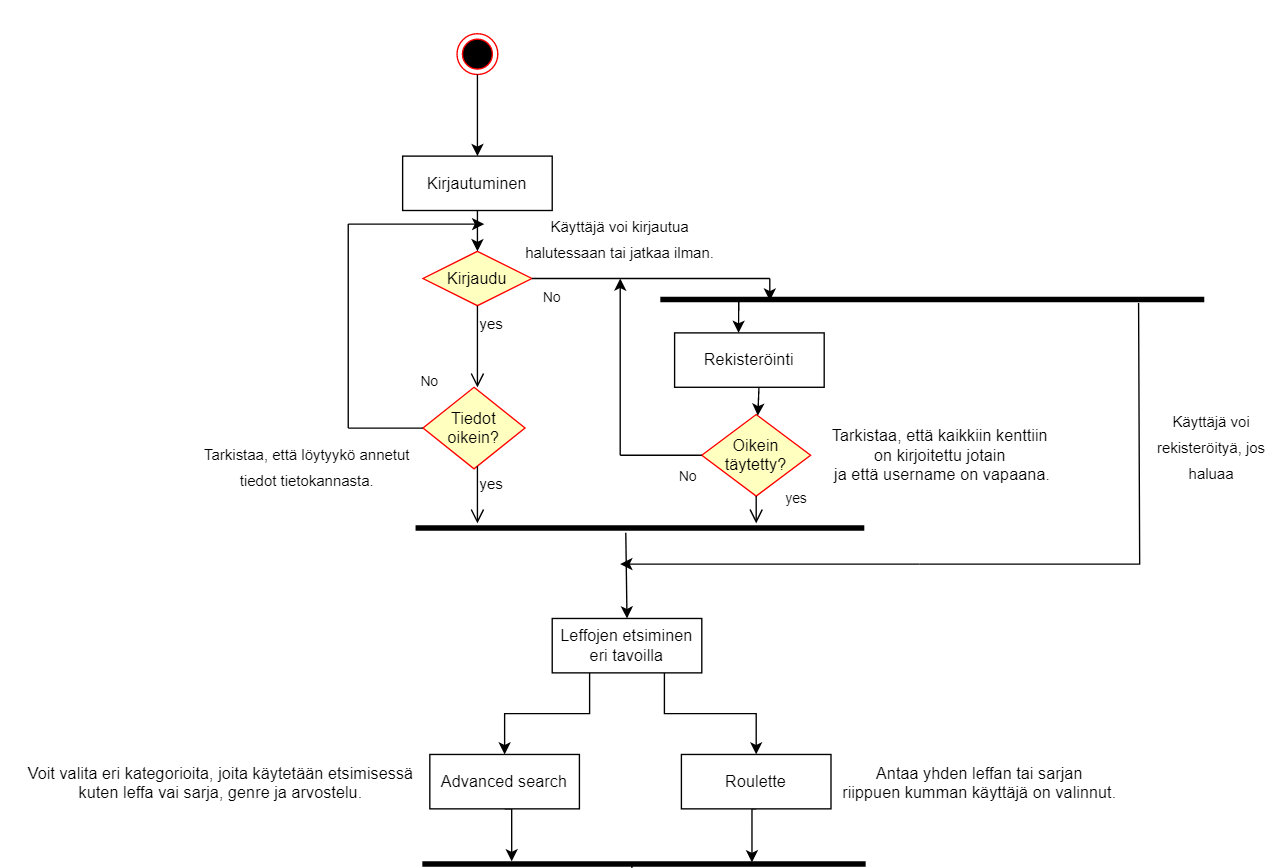 Kirjautuminen
Käyttäjä voi kirjautua
halutessaan tai jatkaa ilman.
Kirjaudu
No
yes
Rekisteröinti
No
Tiedot
oikein?
Tarkistaa, että löytyykö annetut
tiedot tietokannasta.
yes
Oikein
täytetty?
No
yes
Tarkistaa, että kaikkiin kenttiin
on kirjoitettu jotain
ja että username on vapaana.
Käyttäjä voi
rekisteröityä, jos
haluaa
Leffojen etsiminen
eri tavoilla
Voit valita eri kategorioita, joita käytetään etsimisessä
kuten leffa vai sarja, genre ja arvostelu.
Advanced search
Roulette
Antaa yhden leffan tai sarjan
riippuen kumman käyttäjä on valinnut.